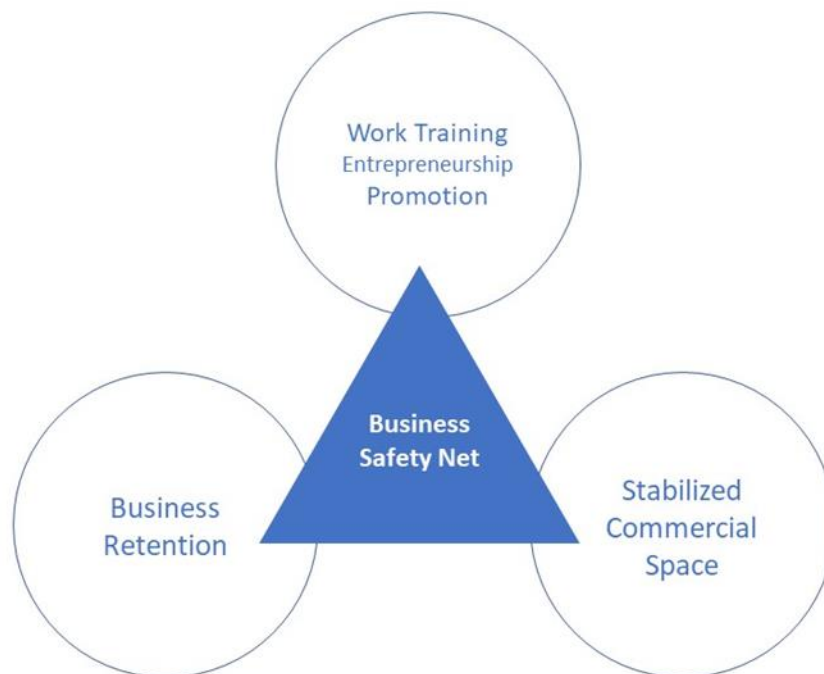 Work Training
Entrepreneurship
Promotion
Business
Safety Net
Business
Retention
Stabilized
Commercial
Space